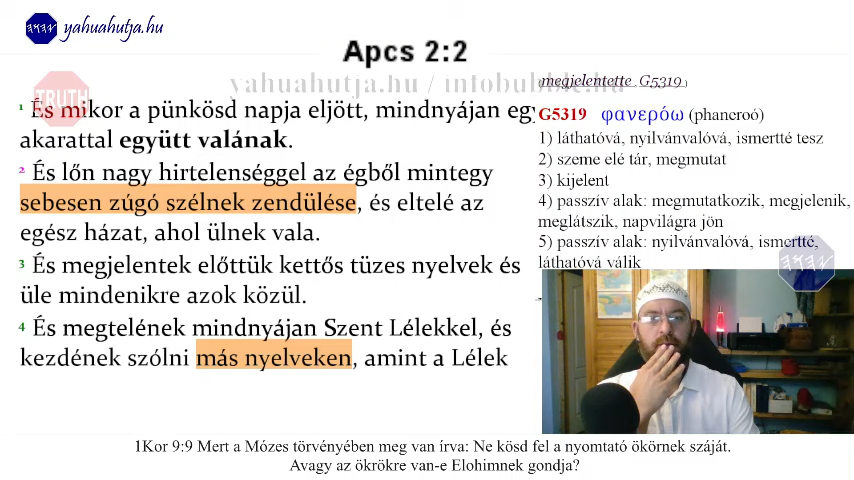 yahuahutja.hu
Apcs 2:2
yahuahutja.hu / infobubble.hu
TRUTH
1 És mikor a pünkösd napja eljött, mindnyájan egy
akarattal együtt valának.
2 És lőn nagy hirtelenséggel az égből mintegy
sebesen zúgó szélnek zendülése, és eltelé az
egész házat, ahol ülnek vala.
3 És megjelentek előttük kettős tüzes nyelvek és
üle mindenikre azok közül.
4 És megtelének mindnyájan Szent Lélekkel, és
kezdének szólni más nyelveken, amint a Lélek
(megjelentette G5319)
G5319 φανερόω (phaneroó)
1) láthatóvá, nyilvánvalóvá, ismertté tesz
2) szeme elé tár, megmutat
3) kijelent
4) passzív alak: megmutatkozik, megjelenik,
meglátszik, napvilágra jön
5) passzív alak: nyilvánvalóvá, ismertté,
láthatóvá válik
1Kor 9:9 Mert a Mózes törvényében meg van írva: Ne kösd fel a nyomtató ökörnek száját.
Avagy az ökrökre van-e Elohimnek gondja?